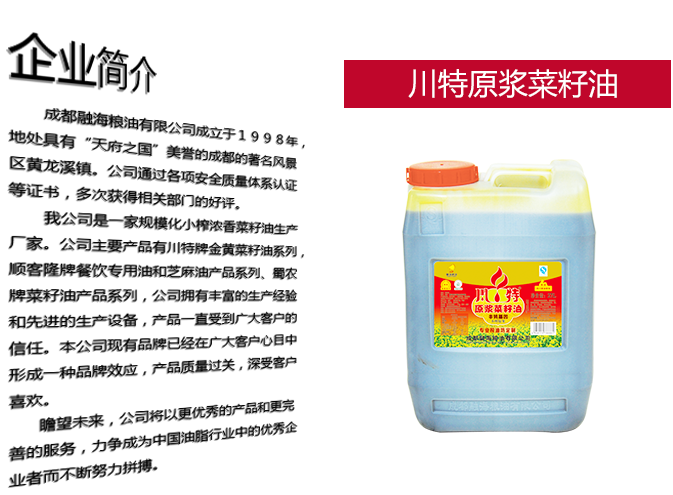 企业简介
成都融海粮油有限公司成立于1998年，
地处具有“天府之国”美誉的成都的著名风景
区黄龙溪镇。公司通过各项安全质量体系认证
等证书，多次获得相关部门的好评。
我公司是一家规模化小榨浓香菜籽油生产
厂家。公司主要产品有川特牌金黄菜籽油系列，
顺客隆牌餐饮专用油和芝麻油产品系列、蜀农
牌菜籽油产品系列，公司拥有丰富的生产经验
和先进的生产设备，产品一直受到广大客户的
信任。本公司现有品牌已经在广大客户心目中
形成一种品牌效应，产品质量过关，深受客户
喜欢。
瞻望未来，公司将以更优秀的产品和更完
善的服务，力争成为中国油脂行业中的优秀企
业者而不断努力拼搏。
川特原浆菜籽油
川特
原浆菜籽油
成都融海粮油有限公司